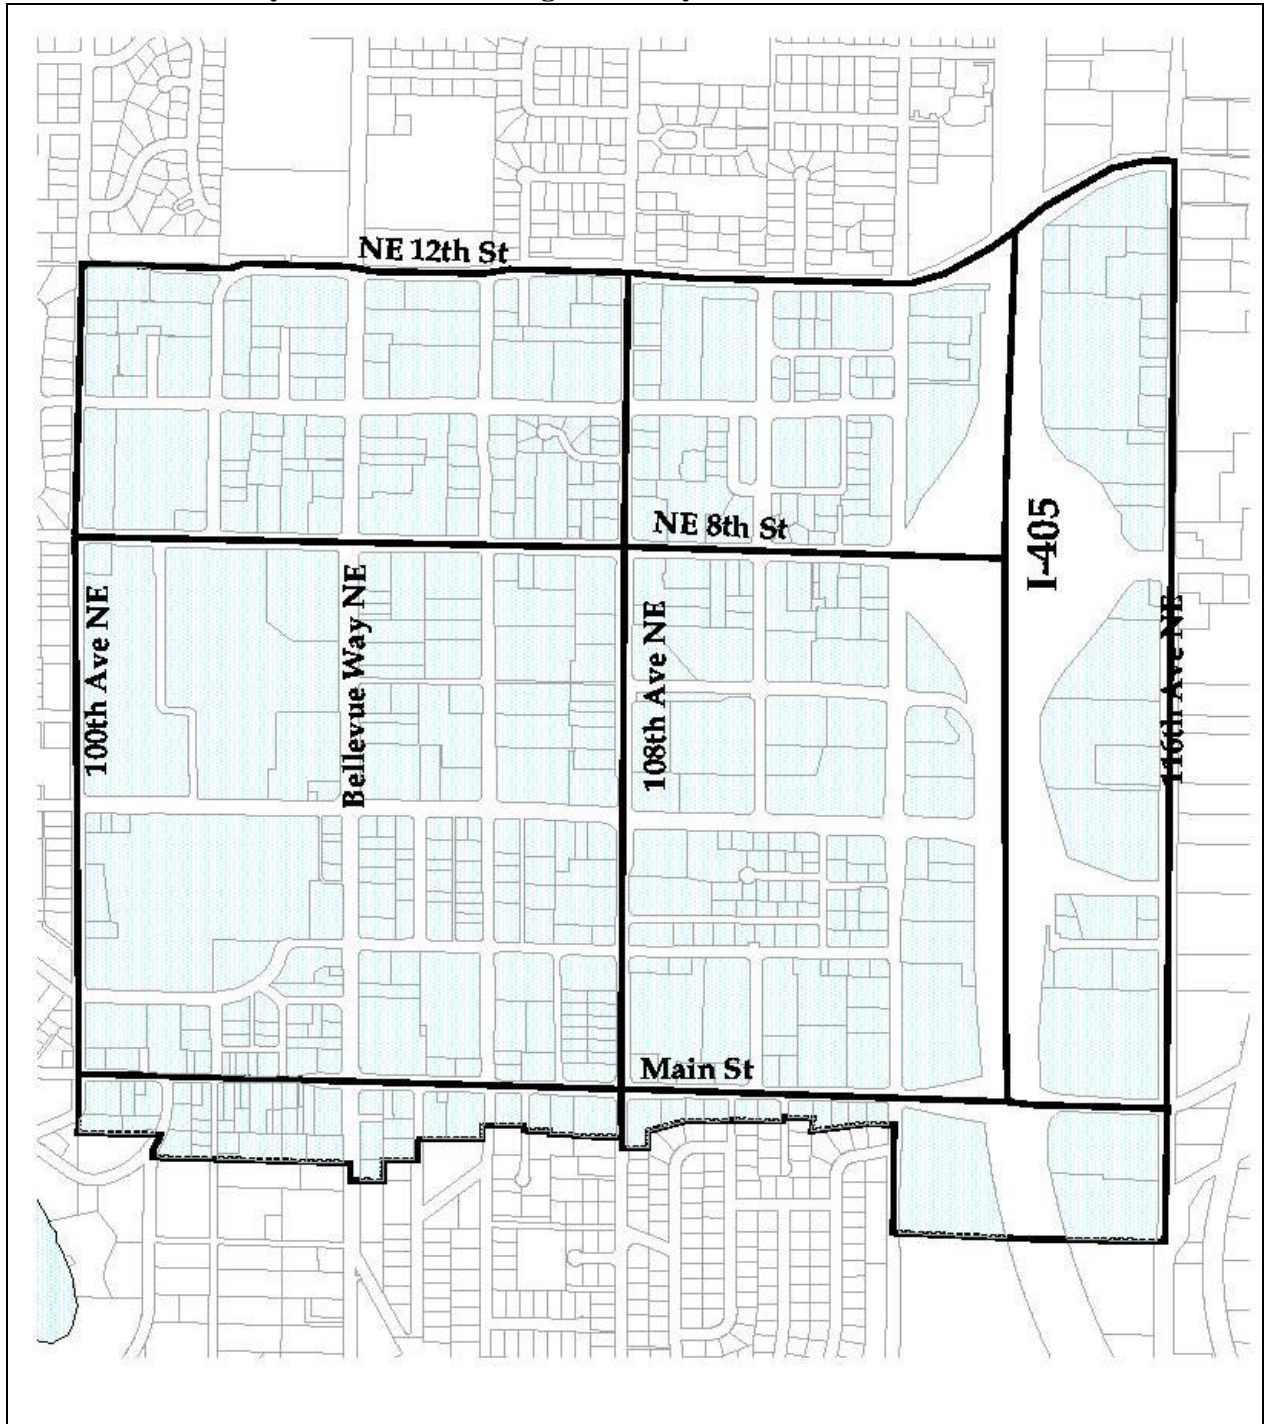 NE 12th St
I-405
NE 8th St
100th Ave NE
Bellevue Way NE
108th Ave NE
116th Ave NE
Main St